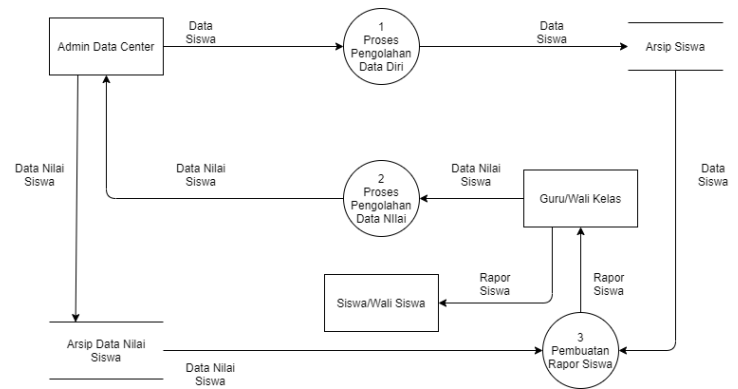 Data
Siswa
1
Proses
Pengolahan
Data Diri
Data
Siswa
Admin Data Center
Arsip Siswa
Data Nilai
Siswa
Data Nilai
Siswa
2
Proses
Pengolahan
Data NIlai
Data Nilai
Siswa
Guru/Wali Kelas
Data
Siswa
Siswa/Wali Siswa
Rapor
Siswa
Rapor
Siswa
Arsip Data Nilai
Siswa
Data Nilai
Siswa
3
Pembuatan
Rapor Siswa